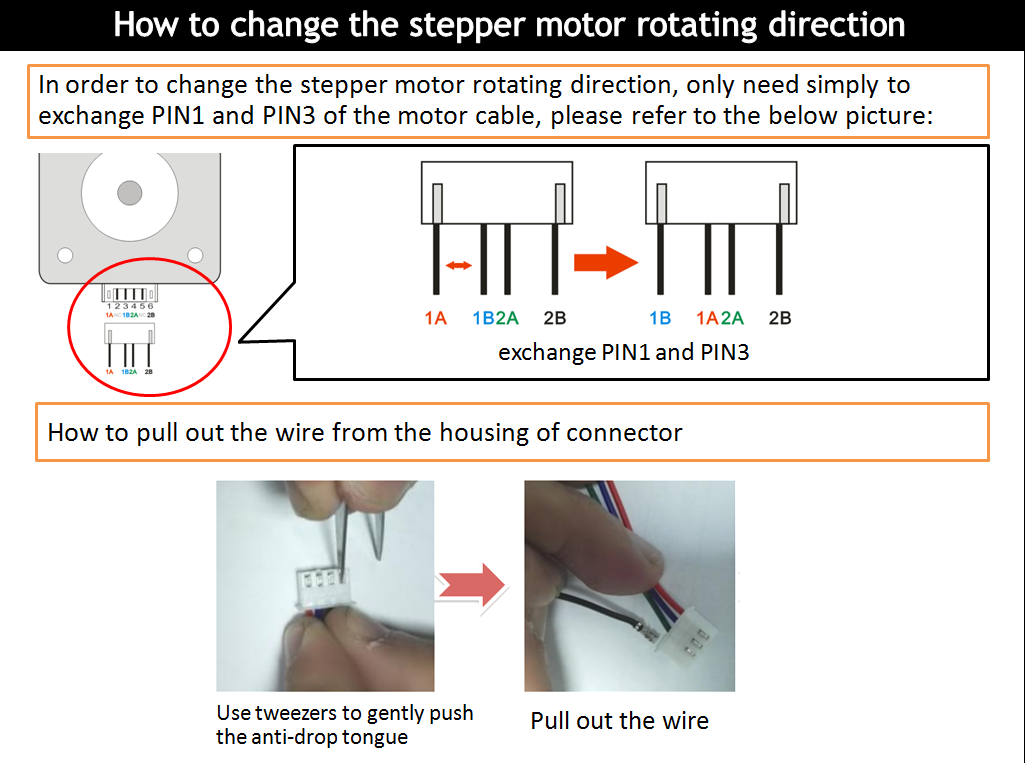 How to change the stepper motor rotating direction
In order to change the stepper motor rotating direction, only need simply to
exchange PIN1 and PIN3 of the motor cable, please refer to the below picture:
1 2 3 4 5 6
1A NC 1B 2A NC 2B
1A 1B 2A 2B
1A 1B 2A 2B
1B 1A 2A 2B
exchange PIN1 and PIN3
How to pull out the wire from the housing of connector
Use tweezers to gently push
the anti-drop tongue
Pull out the wire